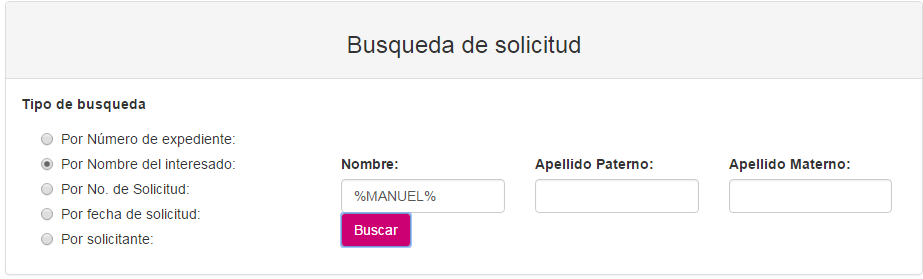 Busqueda de solicitud
Tipo de busqueda
Por Número de expediente:
Por Nombre del interesado:
Por No. de Solicitud:
Por fecha de solicitud:
Por solicitante:
Nombre: Apellido Paterno: Apellido Materno:
%MANUEL%
Buscar